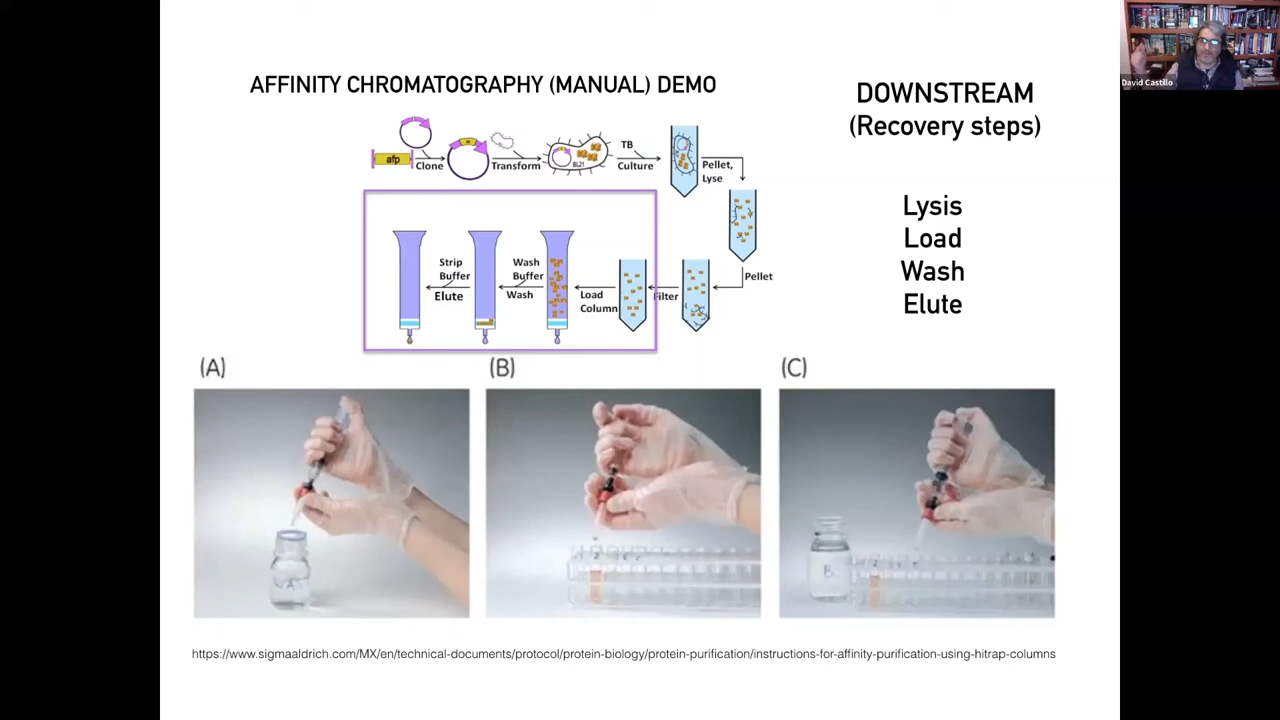 David Castillo
AFFINITY CHROMATOGRAPHY (MANUAL) DEMO
DOWNSTREAM
(Recovery steps)
afp
Clone
Transform
BL21
TB
Culture
Pellet,
Lyse
Pellet
Filter
Load
Column
Wash
Buffer
Wash
Strip
Buffer
Elute
Lysis
Load
Wash
Elute
(A)
(B)
(C)
B
https://www.sigmaaldrich.com/MX/en/technical-documents/protocol/protein-biology/protein-purification/instructions-for-affinity-purification-using-hitrap-columns